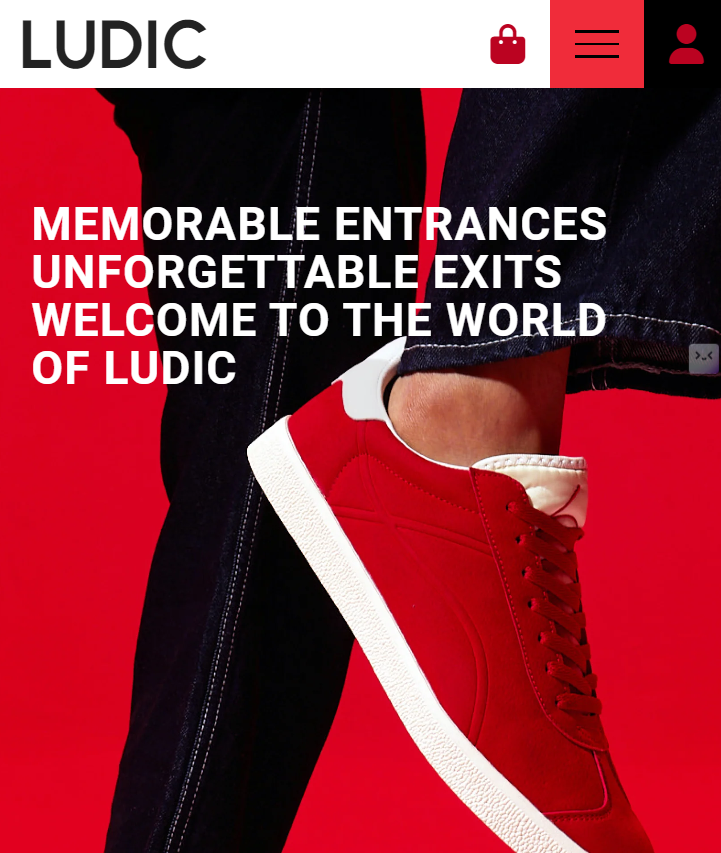 LUDIC
MEMORABLE ENTRANCES
UNFORGETTABLE EXITS
WELCOME TO THE WORLD
OF LUDIC